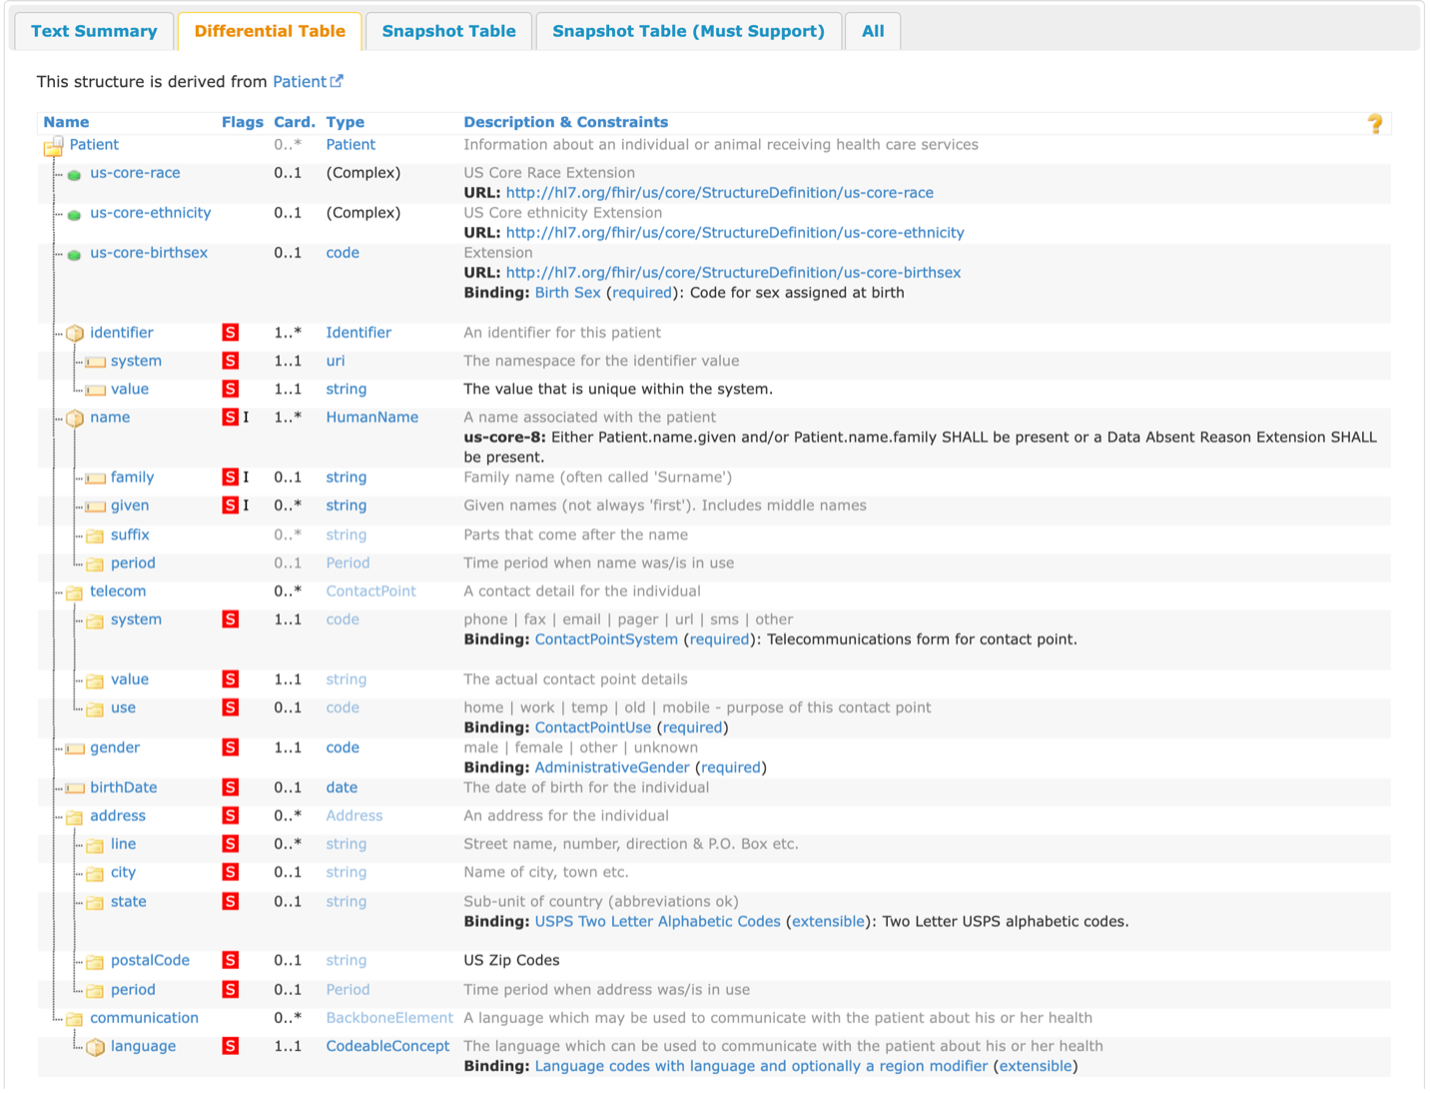 Text Summary Differential Table Snapshot Table Snapshot Table (Must Support) All
This structure is derived from Patient
Name Flags Card. Type Description & Constraints ?
Patient 0..* Patient Information about an individual or animal receiving health care services
us-core-race 0..1 (Complex) US Core Race Extension
URL: http://hl7.org/fhir/us/core/StructureDefinition/us-core-race
us-core-ethnicity 0..1 (Complex) US Core ethnicity Extension
URL: http://hl7.org/fhir/us/core/StructureDefinition/us-core-ethnicity
us-core-birthsex 0..1 code Extension
URL: http://hl7.org/fhir/us/core/StructureDefinition/us-core-birthsex
Binding: Birth Sex (required): Code for sex assigned at birth
identifier S 1..* Identifier An identifier for this patient
system S 1..1 uri The namespace for the identifier value
value S 1..1 string The value that is unique within the system.
name S I 1..* HumanName A name associated with the patient
us-core-8: Either Patient.name.given and/or Patient.name.family SHALL be present or a Data Absent Reason Extension SHALL
be present.
family S I 0..1 string Family name (often called 'Surname')
given S I 0..* string Given names (not always 'first'). Includes middle names
suffix 0..* string Parts that come after the name
period 0..1 Period Time period when name was/is in use
telecom 0..* ContactPoint A contact detail for the individual
system S 1..1 code phone | fax | email | pager | url | sms | other
Binding: ContactPointSystem (required): Telecommunications form for contact point.
value S 1..1 string The actual contact point details
use S 0..1 code home | work | temp | old | mobile - purpose of this contact point
Binding: ContactPointUse (required)
gender S 1..1 code male | female | other | unknown
Binding: AdministrativeGender (required)
birthDate S 0..1 date The date of birth for the individual
address S 0..* Address An address for the individual
line S 0..* string Street name, number, direction & P.O. Box etc.
city S 0..1 string Name of city, town etc.
state S 0..1 string Sub-unit of country (abbreviations ok)
Binding: USPS Two Letter Alphabetic Codes (extensible): Two Letter USPS alphabetic codes.
postalCode S 0..1 string US Zip Codes
period S 0..1 Period Time period when address was/is in use
communication 0..* BackboneElement A language which may be used to communicate with the patient about his or her health
language S 1..1 CodeableConcept The language which can be used to communicate with the patient about his or her health
Binding: Language codes with language and optionally a region modifier (extensible)